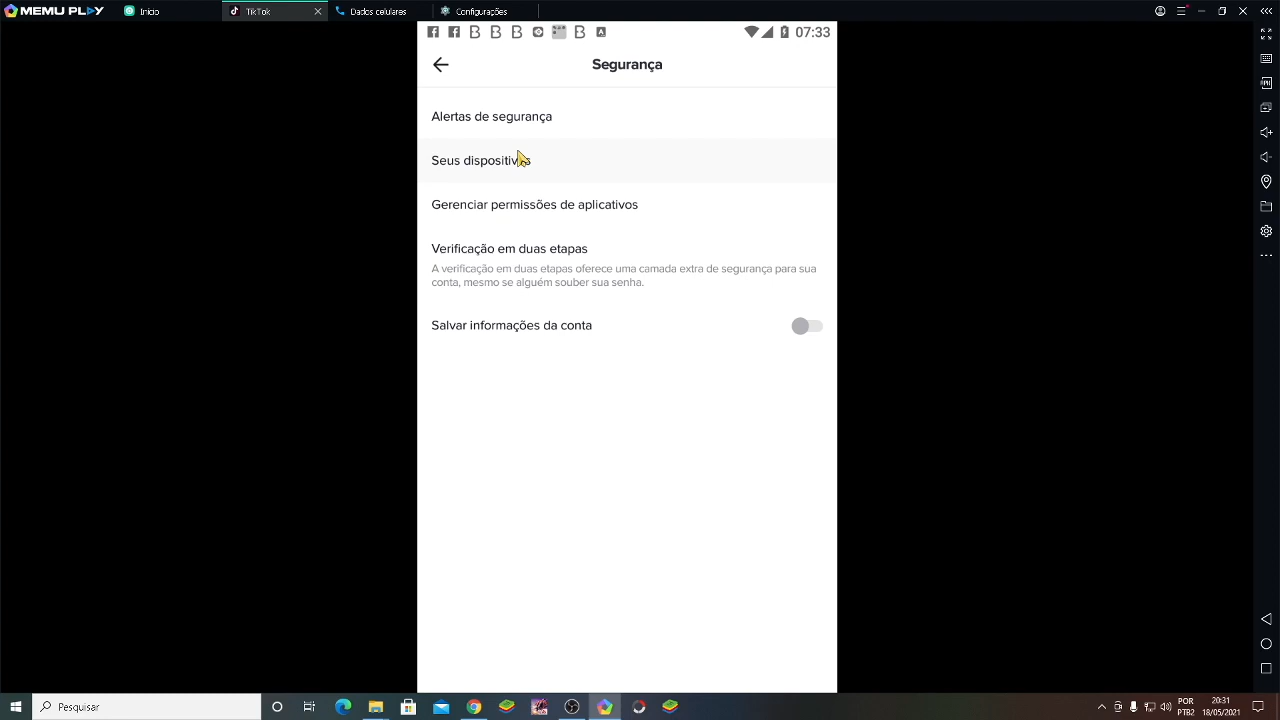 MEMU PLAY
Início
TikTok
Dados celulares
Configurações
07:33
Segurança
Alertas de segurança
Seus dispositivos
Gerenciar permissões de aplicativos
Verificação em duas etapas
A verificação em duas etapas oferece uma camada extra de segurança para sua
conta, mesmo se alguém souber sua senha.
Salvar informações da conta
Pesquisar
POR
PTB2
20:31
18/05/2021